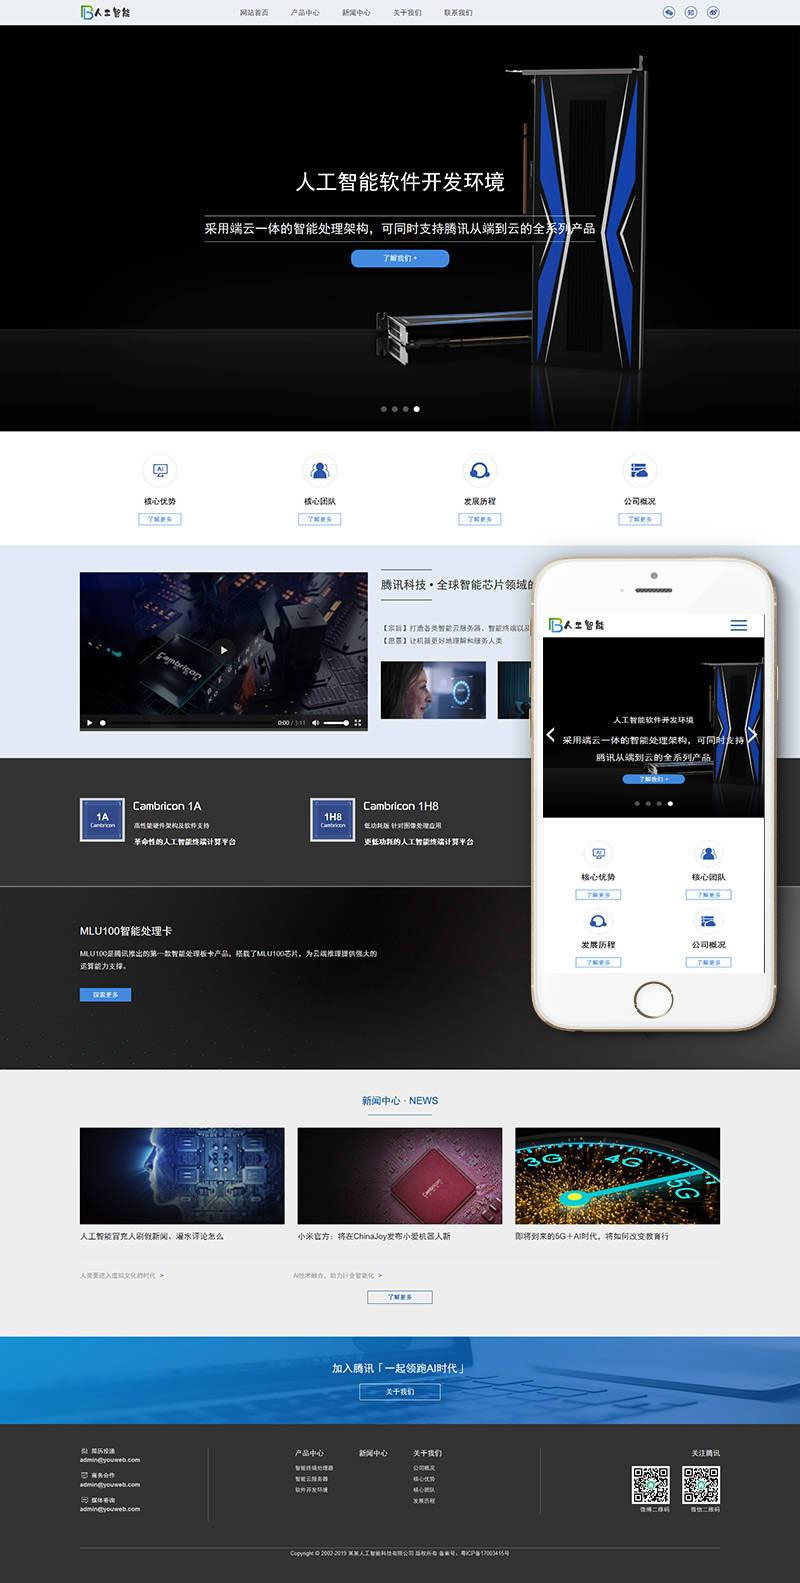 人工智能
网站首页 产品中心 新闻中心 关于我们 联系我们
人工智能软件开发环境
采用端云一体的智能处理架构，可同时支持腾讯从端到云的全系列产品
了解我们 +
核心优势 核心团队 发展历程 公司概况
了解更多 了解更多 了解更多 了解更多
腾讯科技 • 全球智能芯片领域的
【宗旨】打造各类智能云服务器、智能终端以及
【愿景】让机器更好地理解和服务人类
Cambricon
0:00 / 3:11
1A
Cambricon
Cambricon 1A
高性能硬件架构及软件支持
革命性的人工智能终端计算平台
1H8
Cambricon
Cambricon 1H8
低功耗版 针对图像处理应用
更低功耗的人工智能终端计算平台
MLU100智能处理卡
MLU100是腾讯推出的第一款智能处理板卡产品，搭载了MLU100芯片，为云端推理提供强大的
运算能力支撑。
探索更多
人工智能
人工智能软件开发环境
采用端云一体的智能处理架构，可同时支持
腾讯从端到云的全系列产品
了解我们 +
核心优势 核心团队
了解更多 了解更多
发展历程 公司概况
了解更多 了解更多
新闻中心 · NEWS
Cambricon
3G 4G 5G
人工智能冒充人刷假新闻、灌水评论怎么
小米官方：将在ChinaJoy发布小爱机器人新
即将到来的5G＋AI时代，将如何改变教育行
人类要进入虚拟文化的时代 >
AI技术融合，助力行业智能化 >
了解更多
加入腾讯「一起领跑AI时代」
关于我们
简历投递
admin@youweb.com
商务合作
admin@youweb.com
媒体咨询
admin@youweb.com
产品中心
智能终端处理器
智能云服务器
软件开发环境
新闻中心
关于我们
公司概况
核心优势
核心团队
发展历程
关注腾讯
微博二维码 微信二维码
Copyright © 2002-2019 某某人工智能科技有限公司 版权所有 备案号：粤ICP备17003415号